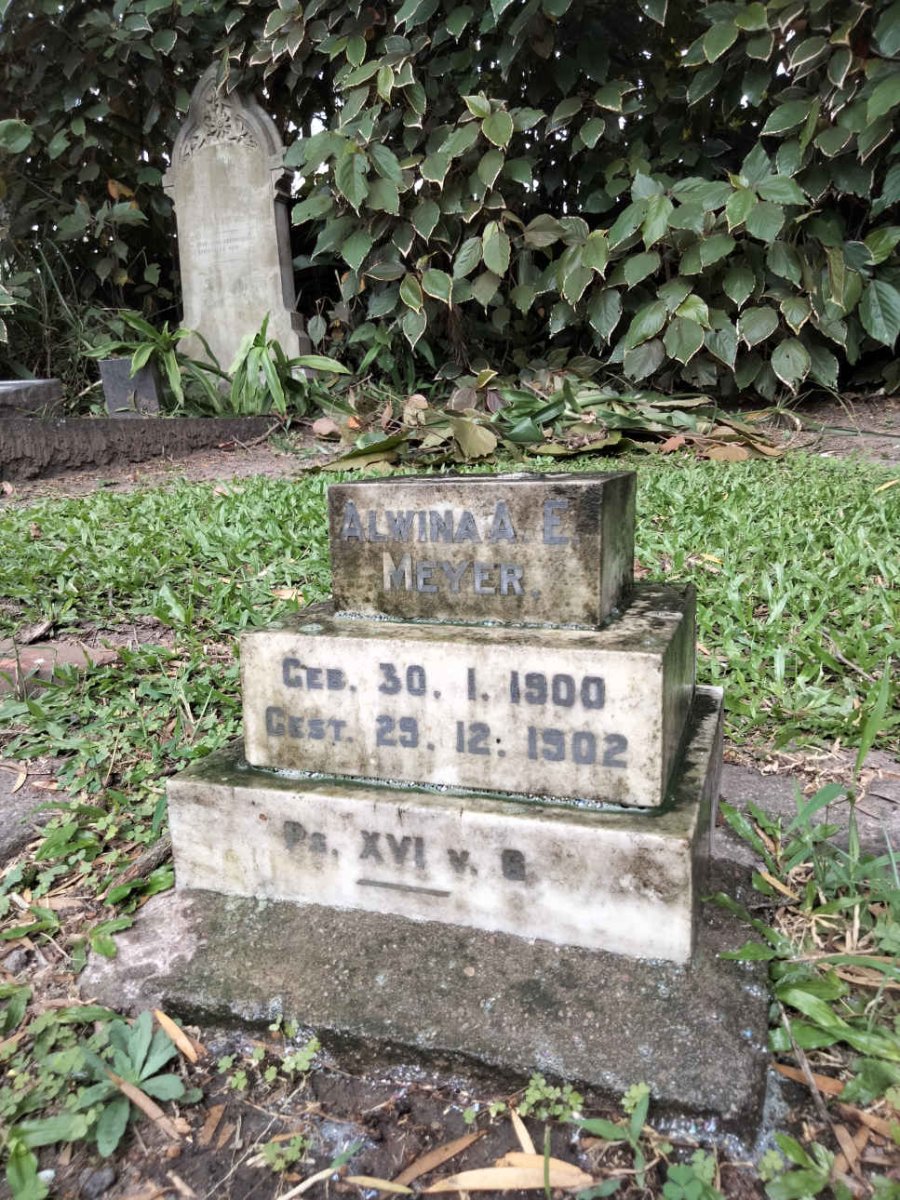 ALWINA A. E.
MEYER.
GEB. 30. 1. 1900
GEST. 29. 12. 1902
Ps. XVI v. 6